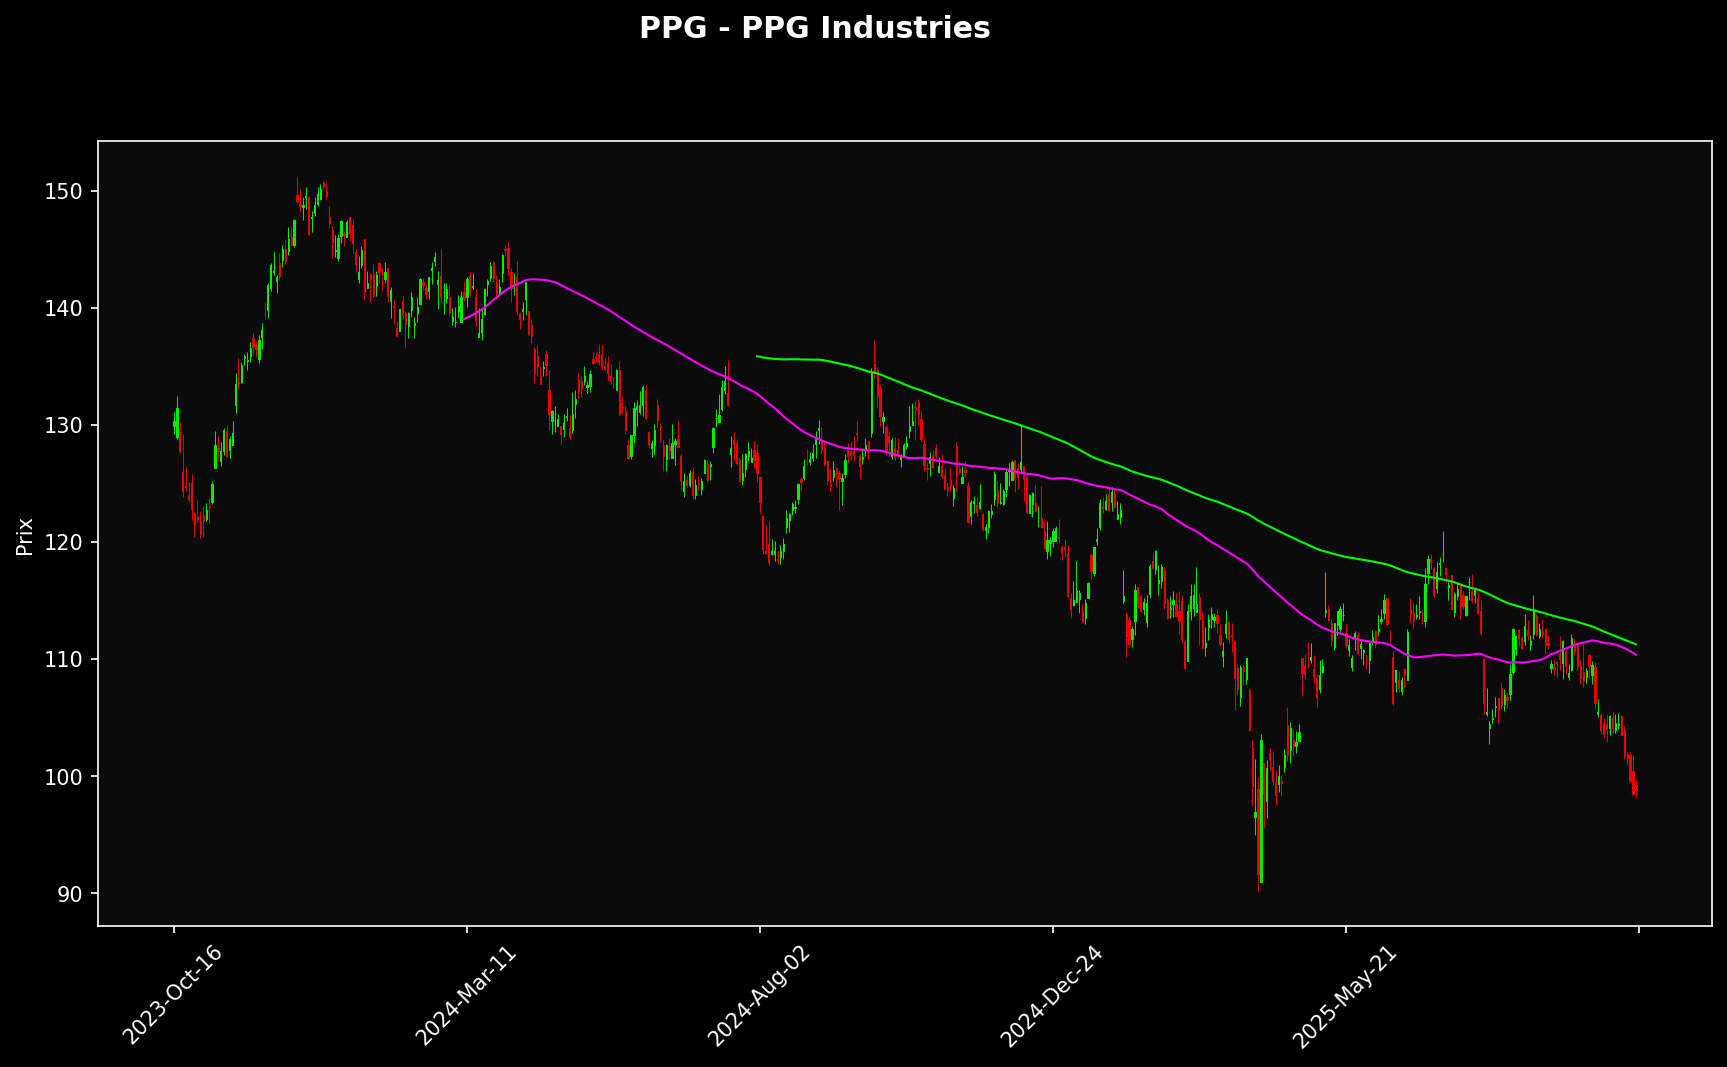 PPG - PPG Industries
150
140
130
120
110
100
90
Prix
2023-Oct-16
2024-Mar-11
2024-Aug-02
2024-Dec-24
2025-May-21